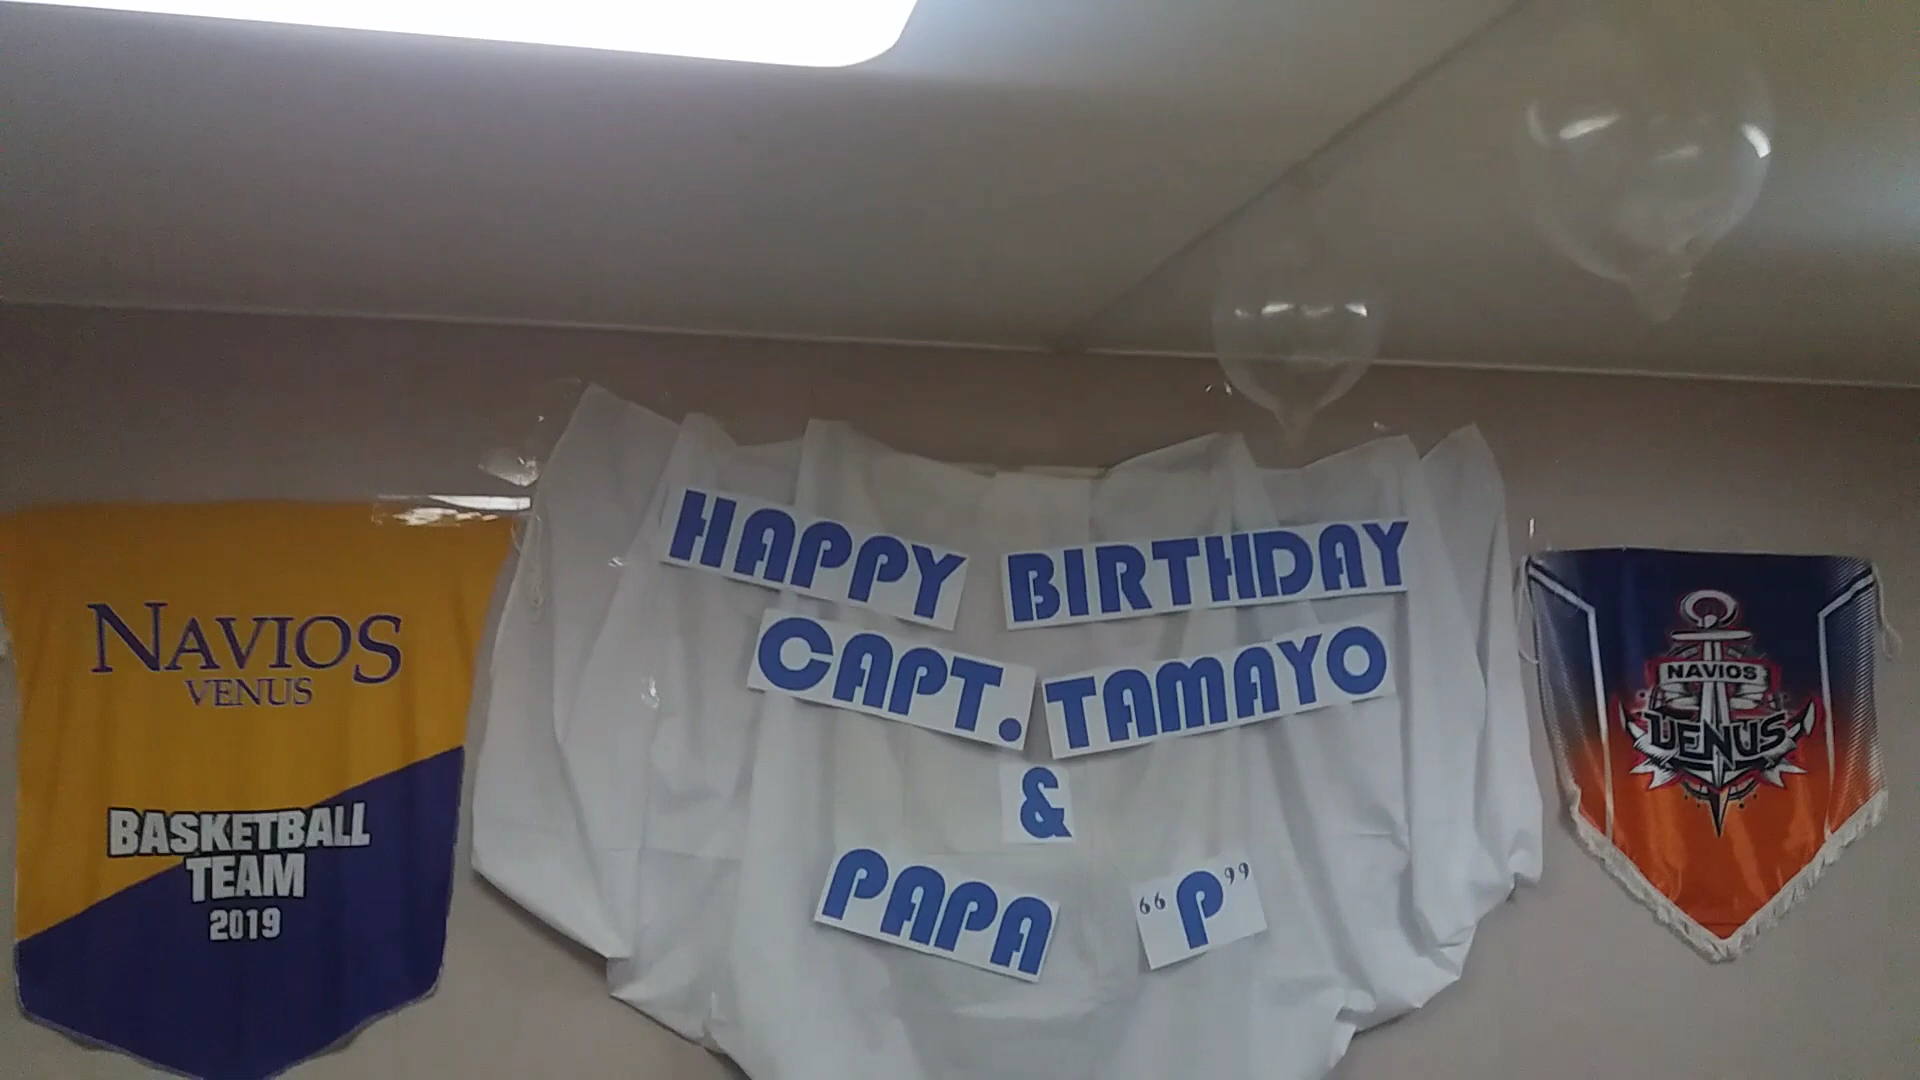 NAVIOS
VENUS
BASKETBALL
TEAM
2019
HAPPY BIRTHDAY
CAPT. TAMAYO
&
PAPA “P”
NAVIOS
VENUS